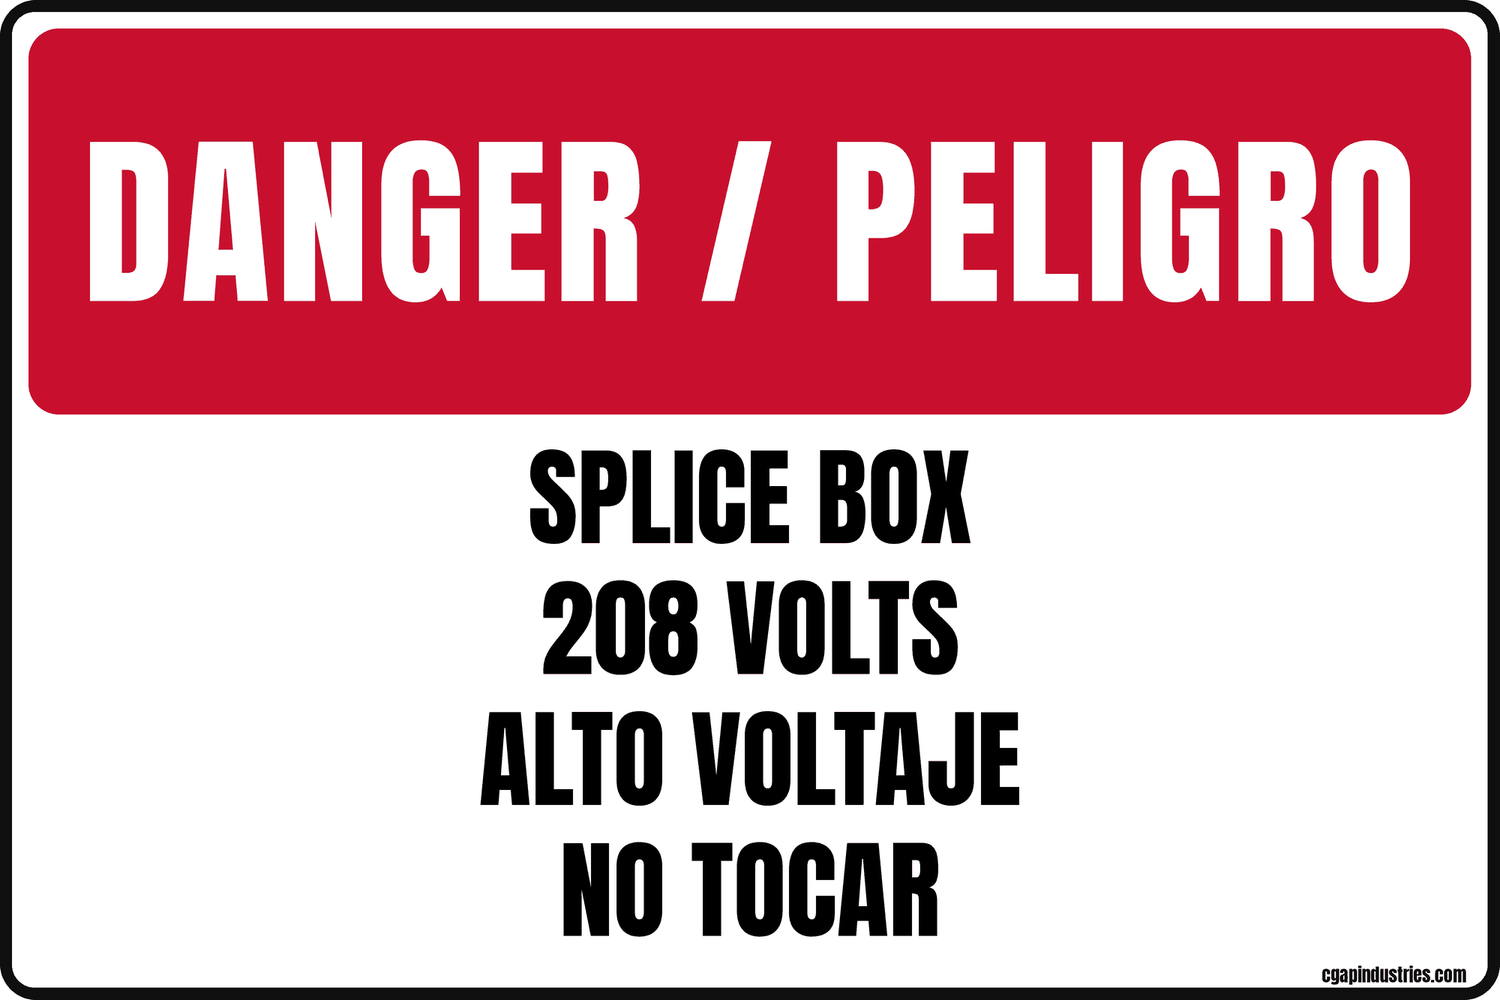 DANGER / PELIGRO
SPLICE BOX
208 VOLTS
ALTO VOLTAJE
NO TOCAR
cgapindustries.com